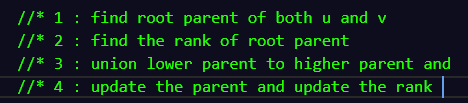 //* 1 : find root parent of both u and v
//* 2 : find the rank of root parent
//* 3 : union lower parent to higher parent and
//* 4 : update the parent and update the rank